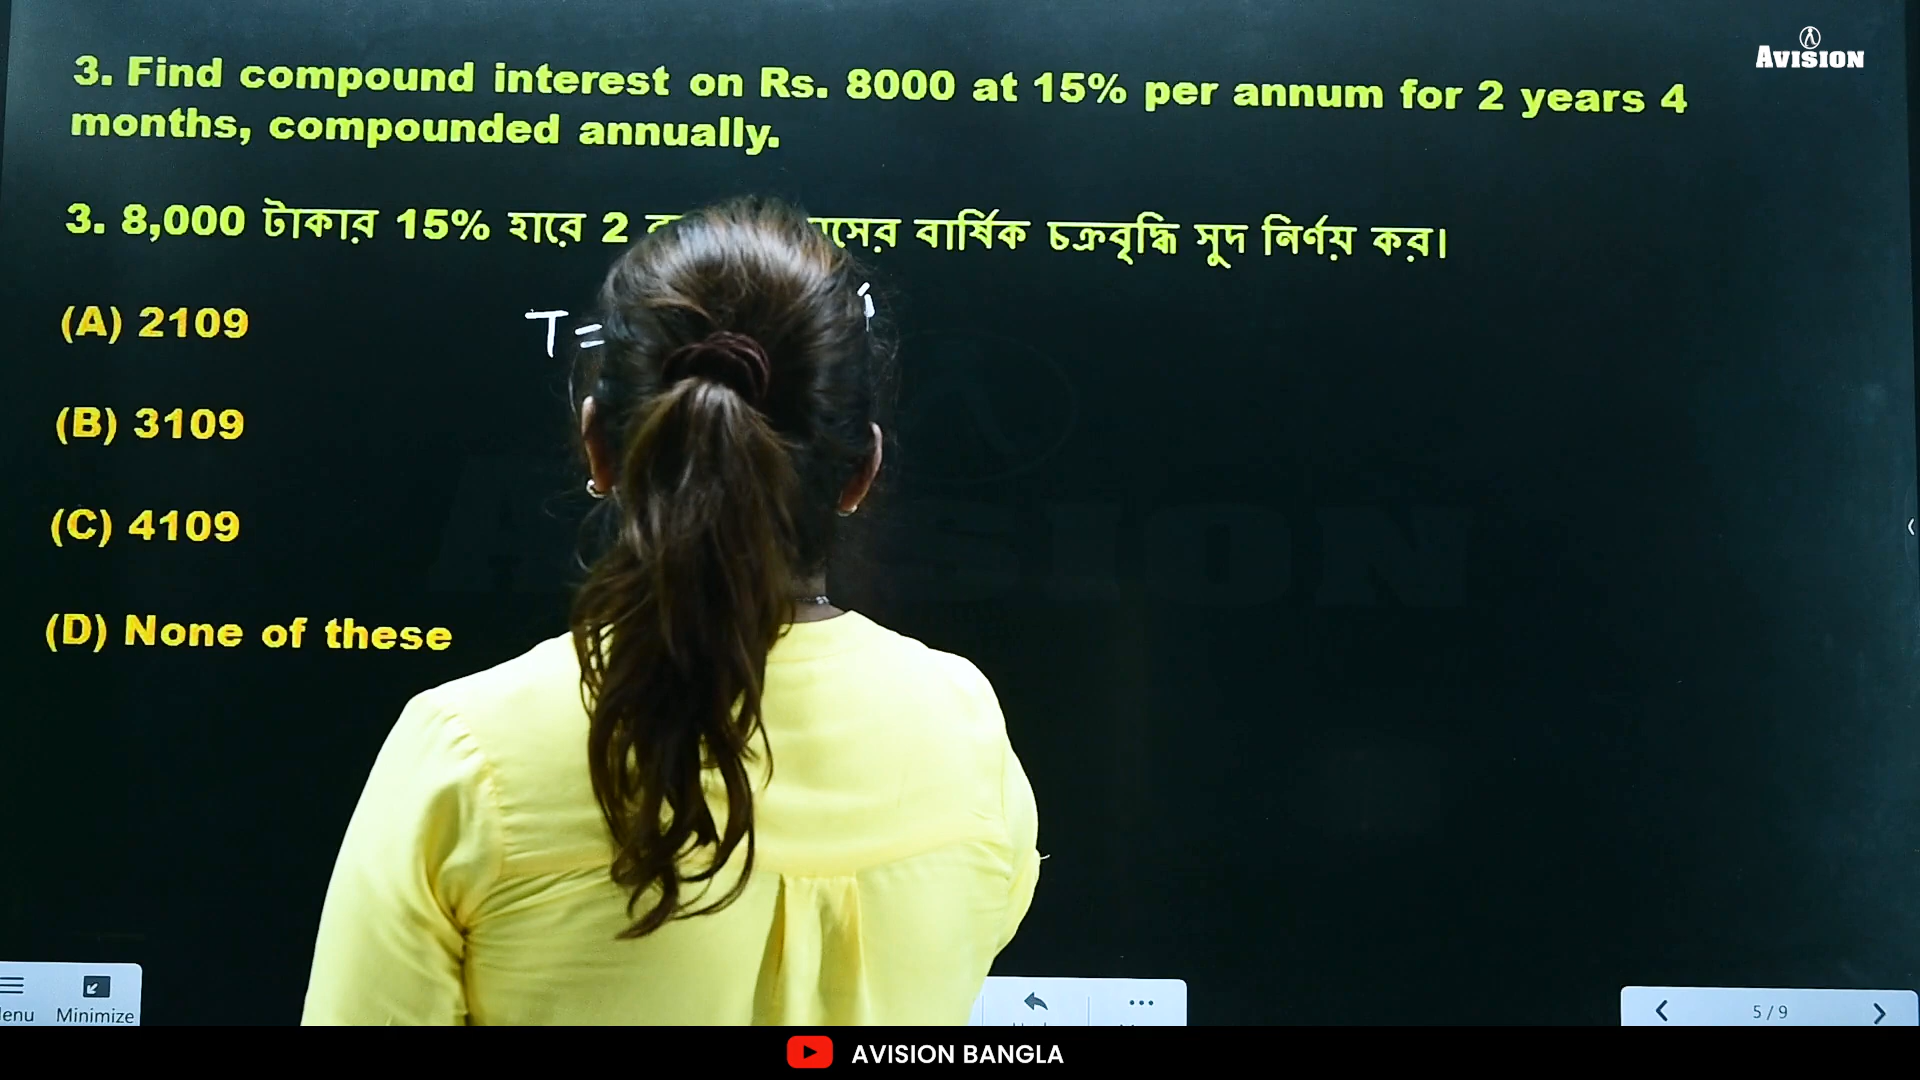 AVISION
3. Find compound interest on Rs. 8000 at 15% per annum for 2 years 4
months, compounded annually.
3. 8,000 টাকার 15% হারে 2 বার্ষিক চক্রবৃদ্ধি সুদ নির্ণয় কর।
(A) 2109
T=
(B) 3109
(C) 4109
(D) None of these
Minimize
5/9
AVISION BANGLA